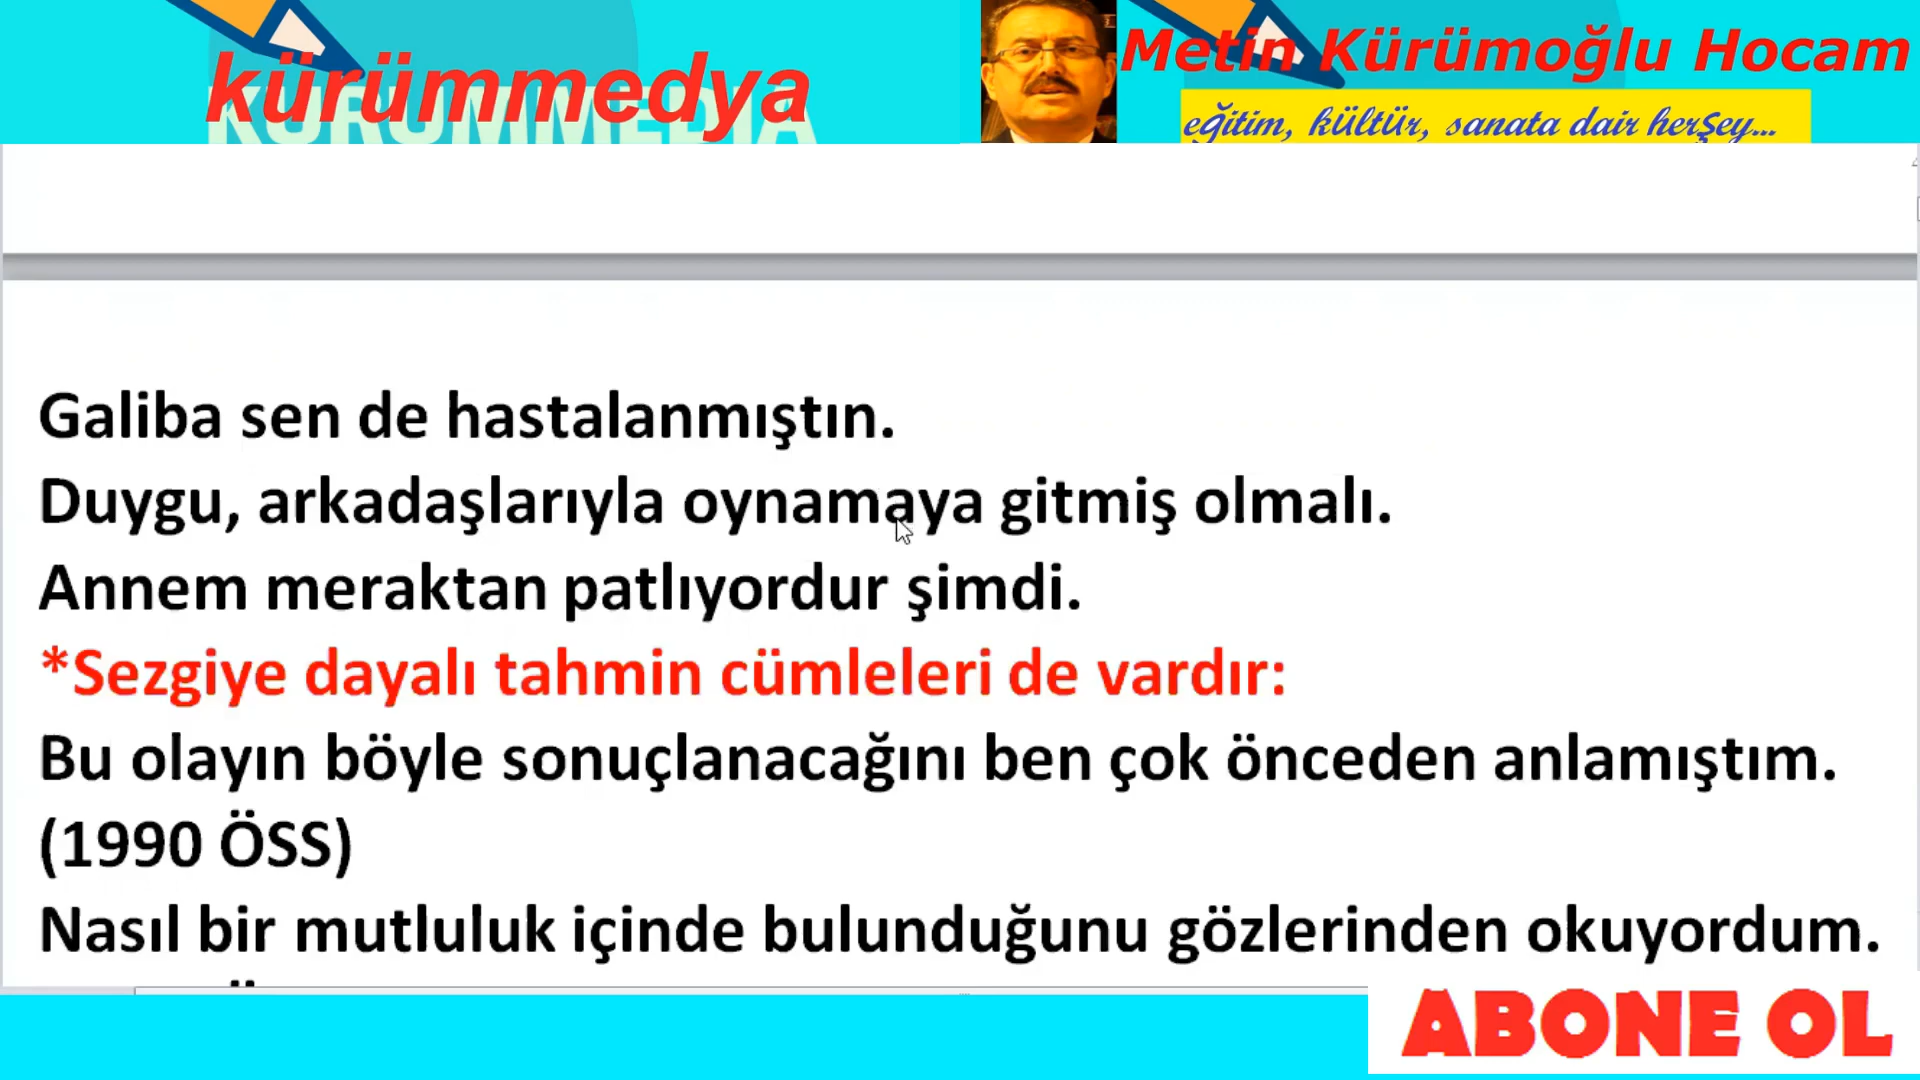 kürümmedya
KÜRÜMMEDIA
Metin Kürümoğlu Hocam
eğitim, kültür, sanata dair herşey...
Galiba sen de hastalanmıştın.
Duygu, arkadaşlarıyla oynamaya gitmiş olmalı.
Annem meraktan patlıyordur şimdi.
*Sezgiye dayalı tahmin cümleleri de vardır:
Bu olayın böyle sonuçlanacağını ben çok önceden anlamıştım.
(1990 ÖSS)
Nasıl bir mutluluk içinde bulunduğunu gözlerinden okuyordum.
ABONE OL